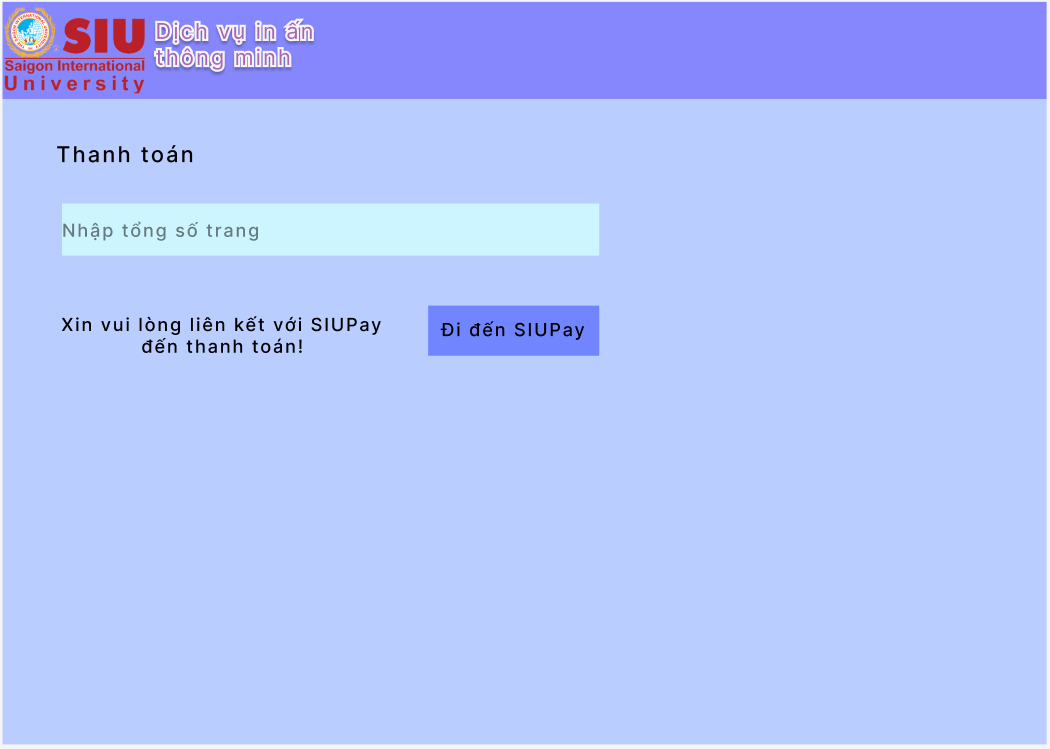 SIU
Saigon International
University
Dịch vụ in ấn
thông minh
Thanh toán
Nhập tổng số trang
Xin vui lòng liên kết với SIUPay
đến thanh toán!
Đi đến SIUPay